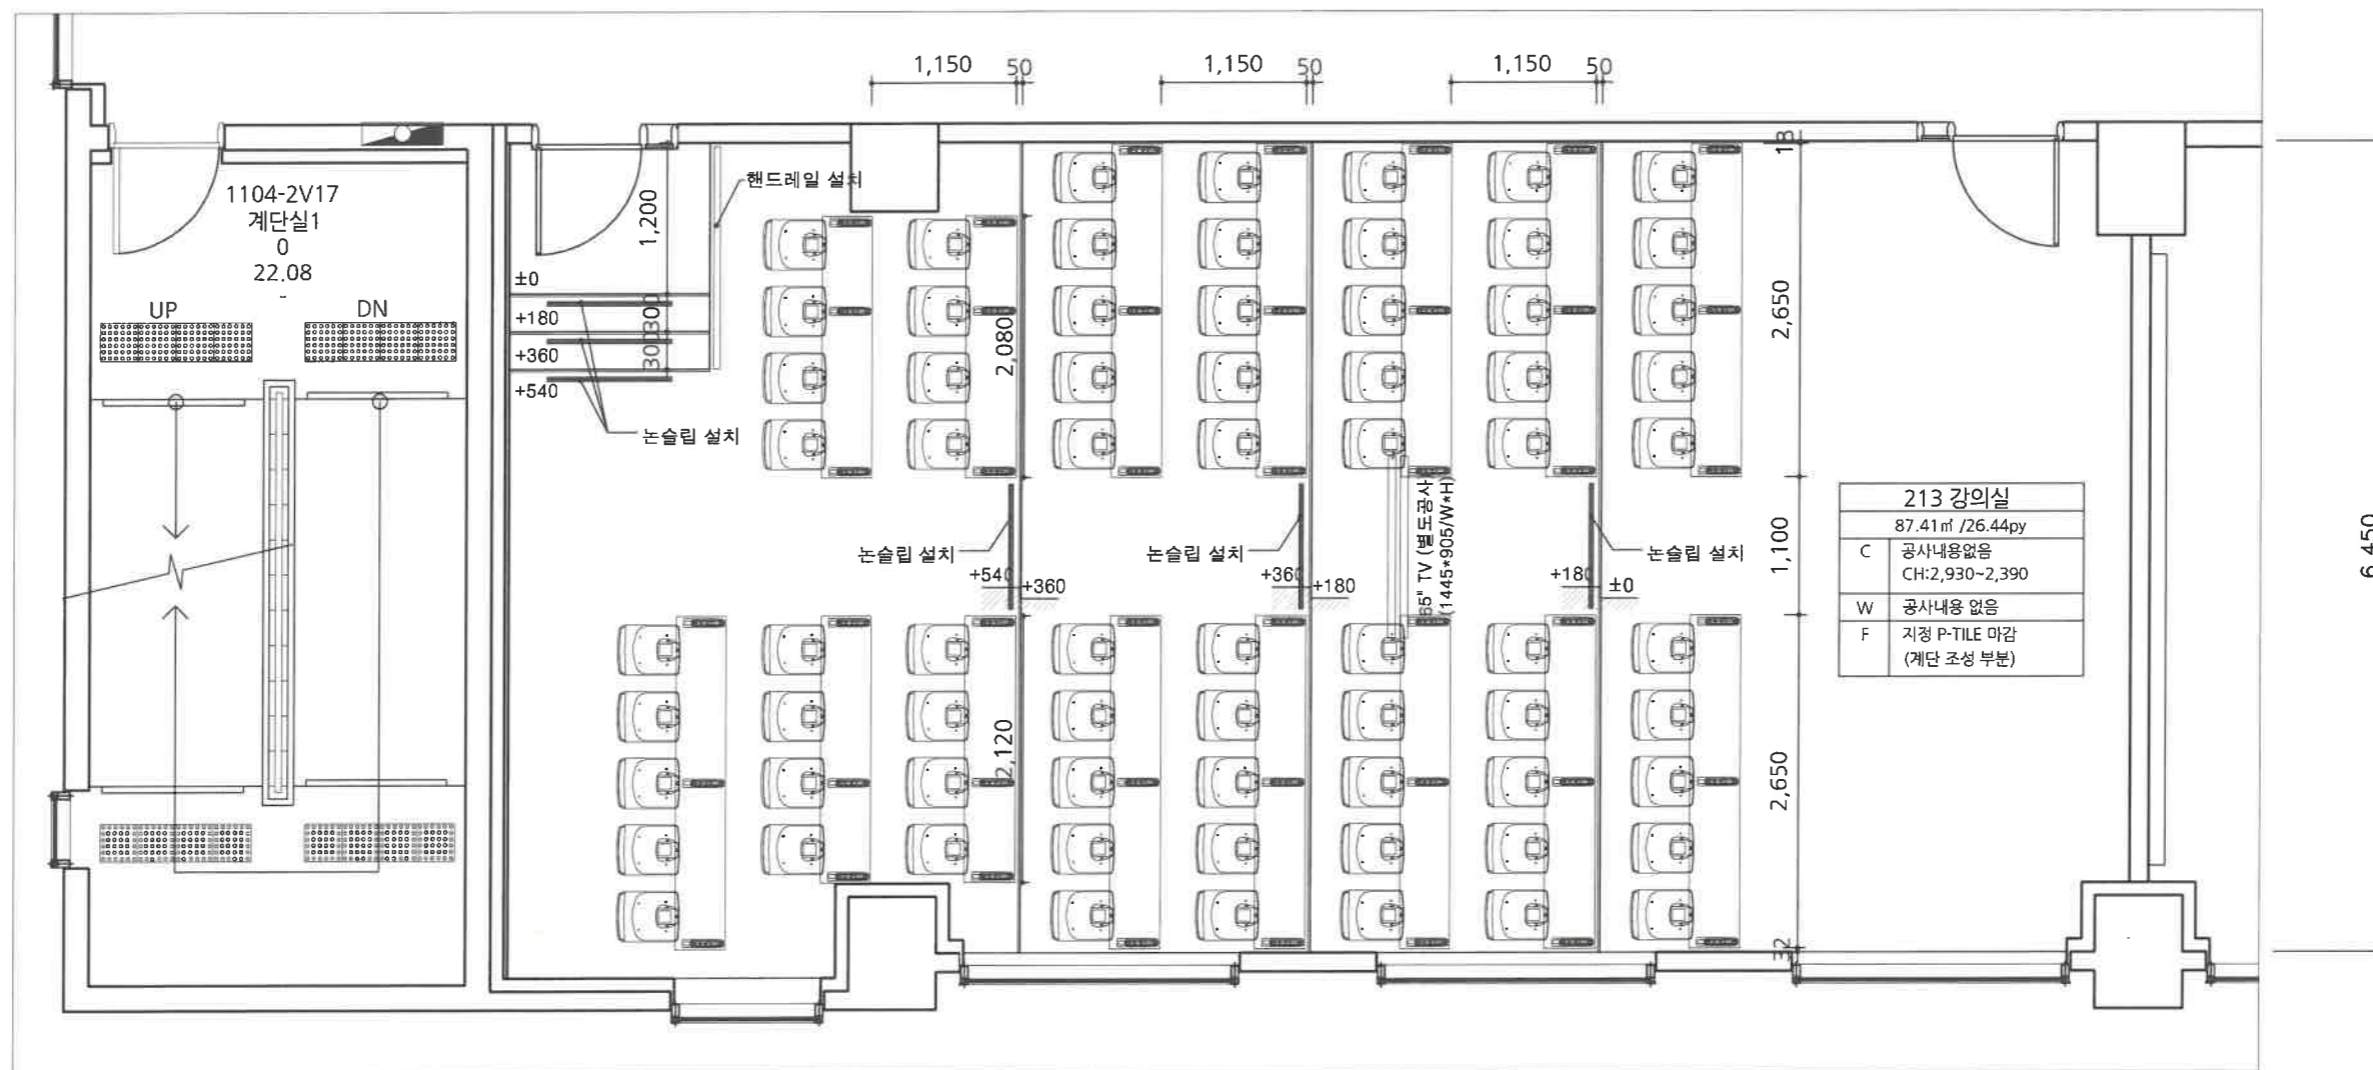 1,150
50
1,150
50
1,150
50
1104-2V17
계단실1
0
22.08
-
UP
DN
핸드레일 설치
1,200
±0
+180
+360
+540
300
300
논슬립 설치
2,080
2,120
논슬립 설치
+540
+360
논슬립 설치
+360
+180
65" TV (별도공사)
(1445*905/W*H)
논슬립 설치
+180
±0
13
2,650
1,100
2,650
32
213 강의실
87.41㎡ /26.44py
C 공사내용없음
CH:2,930~2,390
W 공사내용 없음
F 지정 P-TILE 마감
(계단 조성 부분)
6,450